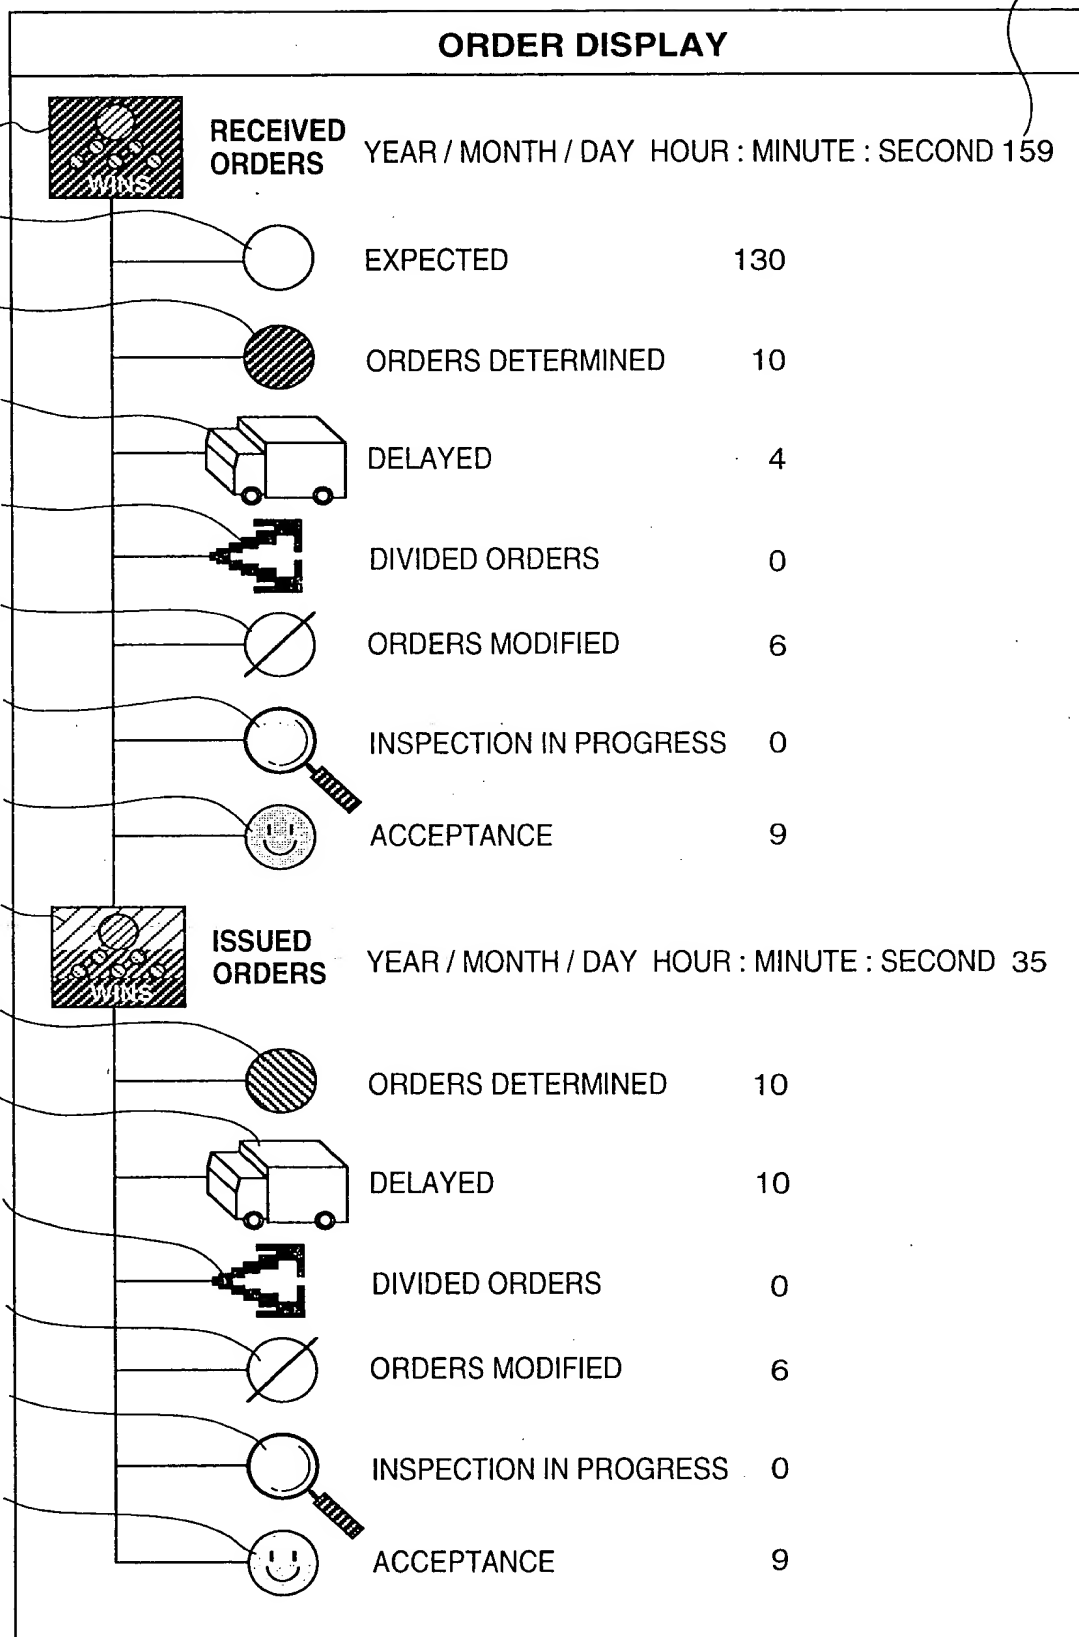 ORDER DISPLAY
WINS
RECEIVED
ORDERS
YEAR / MONTH / DAY HOUR : MINUTE : SECOND 159
EXPECTED 130
ORDERS DETERMINED 10
DELAYED 4
DIVIDED ORDERS 0
ORDERS MODIFIED 6
INSPECTION IN PROGRESS 0
ACCEPTANCE 9
WINS
ISSUED
ORDERS
YEAR / MONTH / DAY HOUR : MINUTE : SECOND 35
ORDERS DETERMINED 10
DELAYED 10
DIVIDED ORDERS 0
ORDERS MODIFIED 6
INSPECTION IN PROGRESS 0
ACCEPTANCE 9